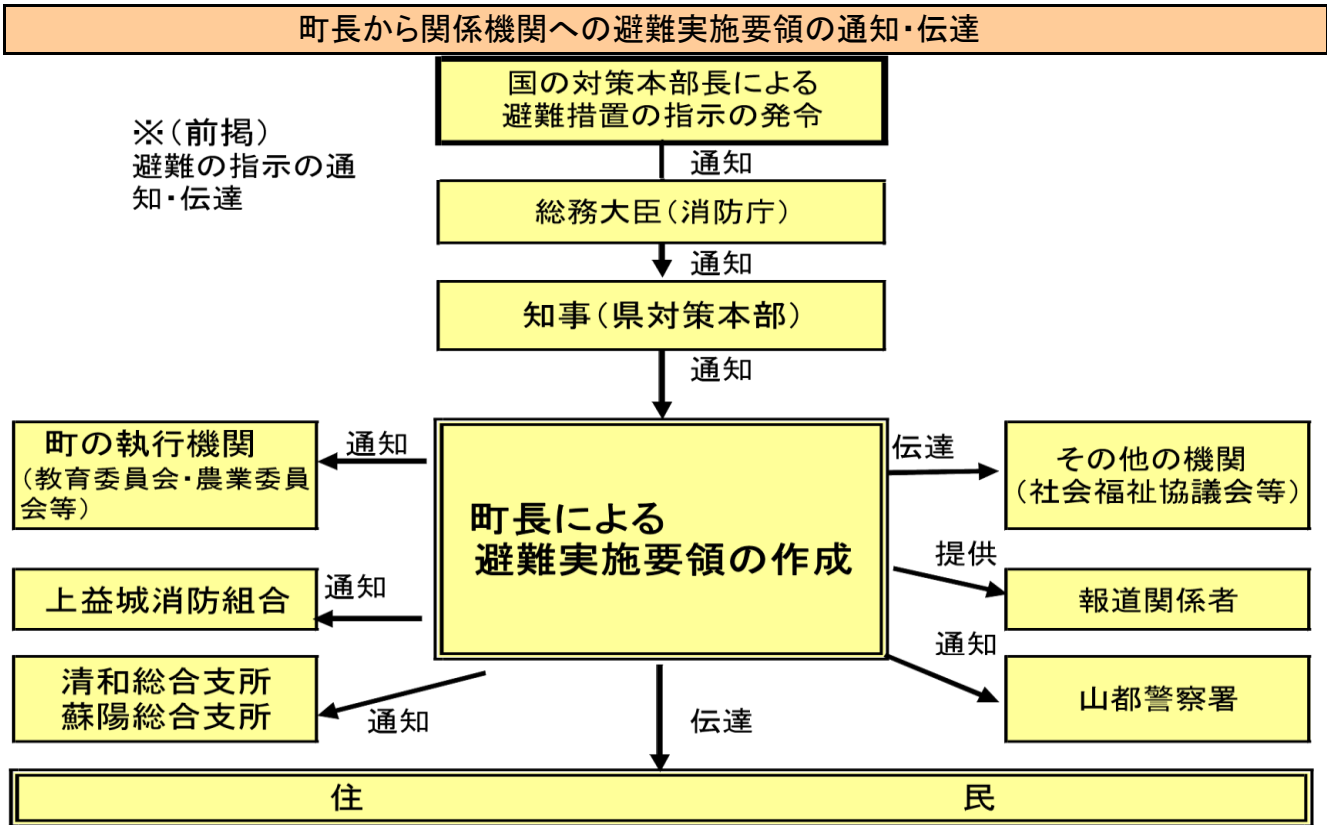 町長から関係機関への避難実施要領の通知・伝達
国の対策本部長による
避難措置の指示の発令
※(前掲)
避難の指示の通
知・伝達
通知
総務大臣(消防庁)
通知
知事(県対策本部)
通知
町の執行機関
(教育委員会・農業委員
会等)
通知
町長による
避難実施要領の作成
伝達
その他の機関
(社会福祉協議会等)
上益城消防組合
通知
提供
報道関係者
清和総合支所
蘇陽総合支所
通知
伝達
通知
山都警察署
住民